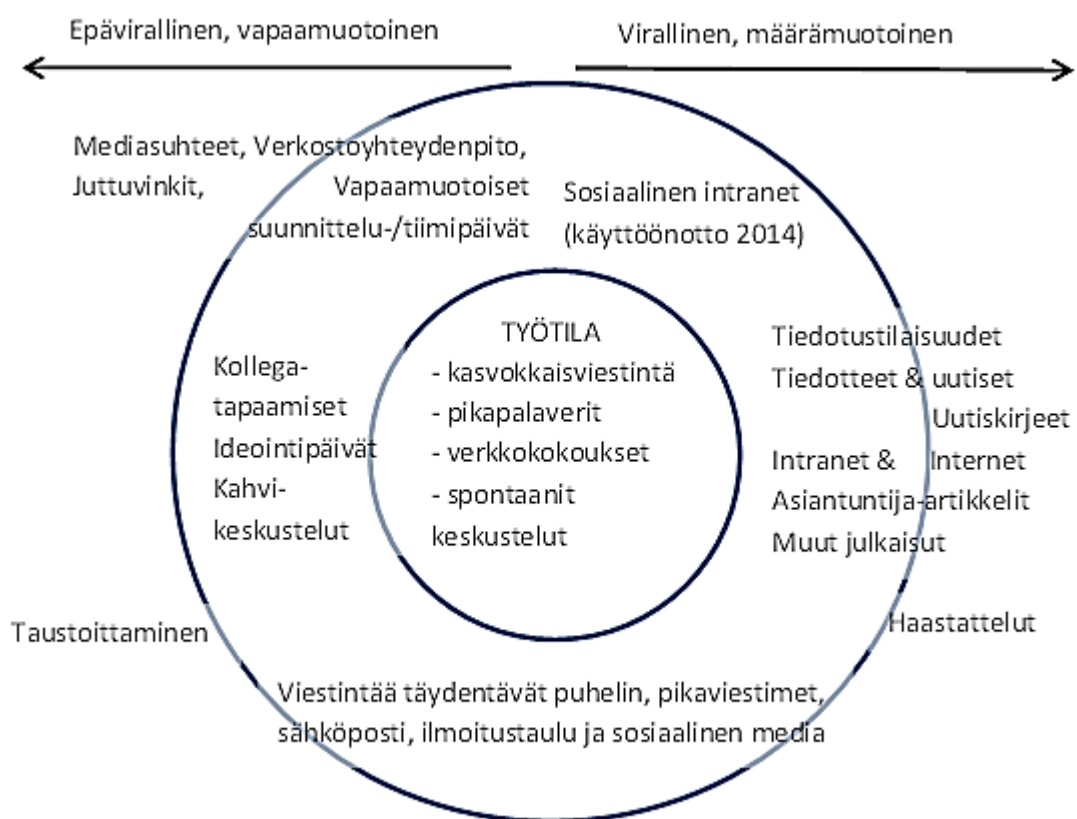 Epävirallinen, vapaamuotoinen
Virallinen, määrämuotoinen
Mediasuhteet, Verkostoyhteydenpito,
Juttuvinkit, Vapaamuotoiset
suunnittelu-/tiimipäivät
Sosiaalinen intranet
(käyttöönotto 2014)
Kollega-
tapaamiset
Ideointipäivät
Kahvi-
keskustelut
TYÖTILA
- kasvokkaisviestintä
- pikapalaverit
- verkkokokoukset
- spontaanit
keskustelut
Tiedotustilaisuudet
Tiedotteet & uutiset
Uutiskirjeet
Intranet & Internet
Asiantuntija-artikkelit
Muut julkaisut
Taustoittaminen
Haastattelut
Viestintää täydentävät puhelin, pikaviestimet,
sähköposti, ilmoitustaulu ja sosiaalinen media